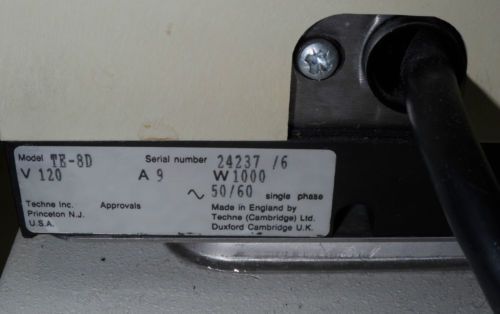 Model TE-8D Serial number 24237 /6
V 120 A 9 W 1000
∿ 50/60 single phase
Techne Inc. Approvals Made in England by
Princeton N.J. Techne (Cambridge) Ltd.
U.S.A. Duxford Cambridge U.K.